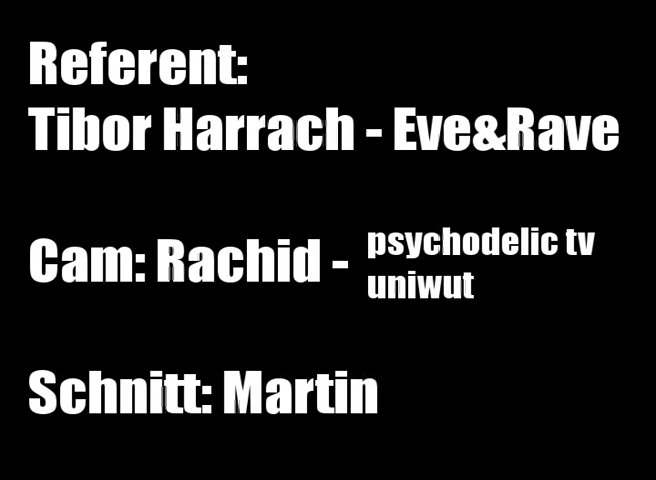 Referent:
Tibor Harrach - Eve&Rave
Cam: Rachid - psychodelic tv
uniwut
Schnitt: Martin